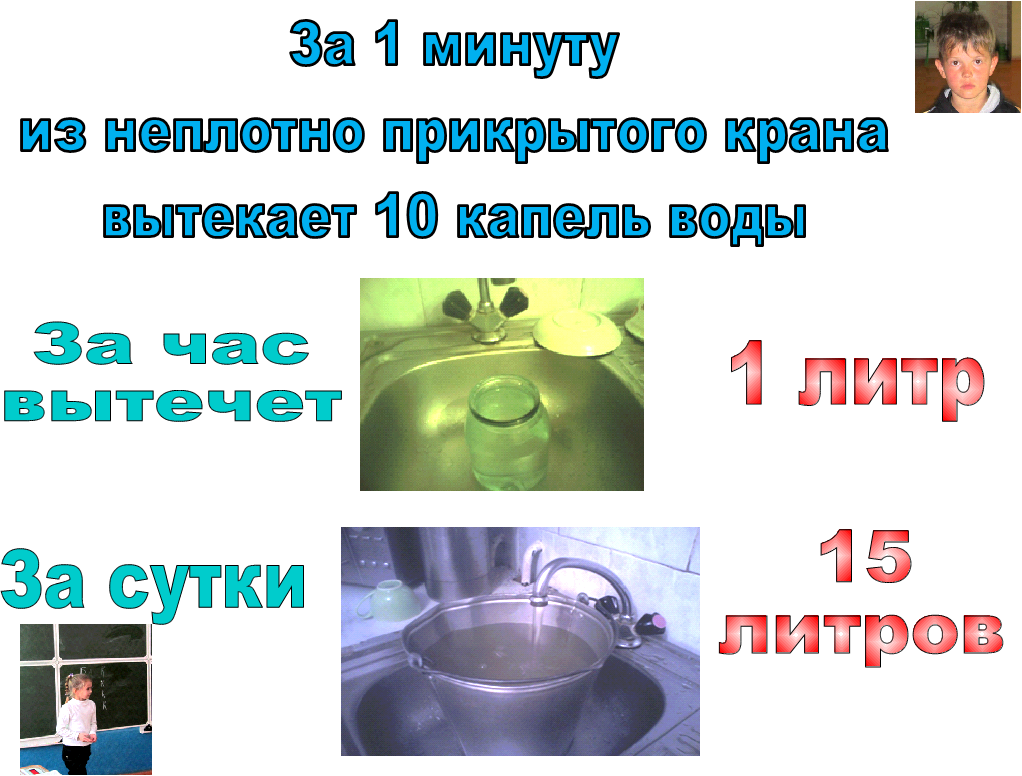 За 1 минуту
из неплотно прикрытого крана
вытекает 10 капель воды
За час
вытечет
1 литр
За сутки
15
литров